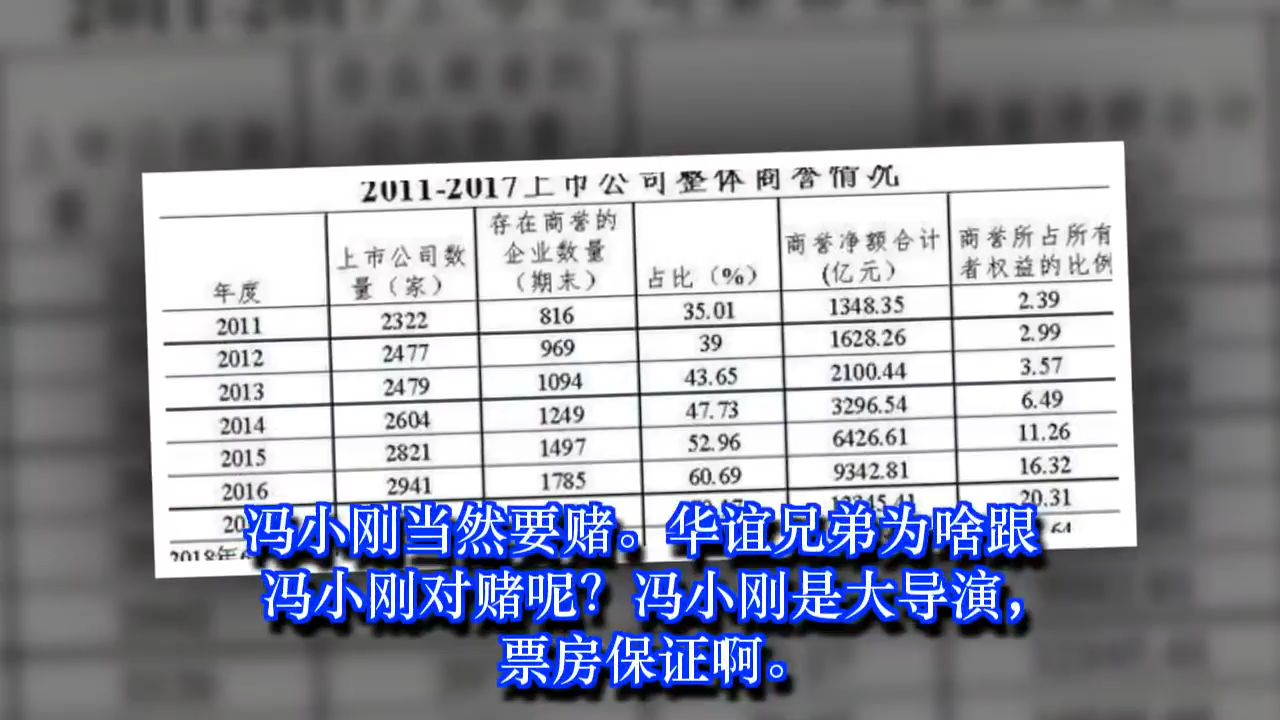 2011-2017上市公司整体商誉情况
年度 上市公司数量（家） 存在商誉的企业数量（期末） 占比（%） 商誉净额合计(亿元） 商誉所占所有者权益的比例
2011 2322 816 35.01 1348.35 2.39
2012 2477 969 39 1628.26 2.99
2013 2479 1094 43.65 2100.44 3.57
2014 2604 1249 47.73 3296.54 6.49
2015 2821 1497 52.96 6426.61 11.26
2016 2941 1785 60.69 9342.81 16.32
20.31
2018年
冯小刚当然要赌。华谊兄弟为啥跟
冯小刚对赌呢？冯小刚是大导演，
票房保证啊。